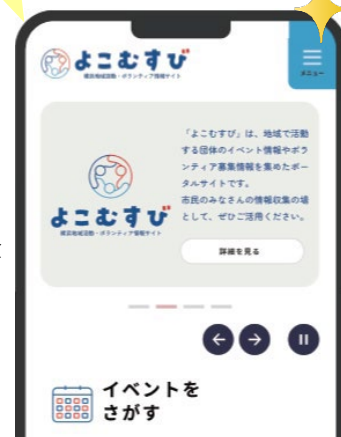 よこむすび
横浜地域活動・ボランティア情報サイト
メニュー
「よこむすび」は、地域で活動
する団体のイベント情報やボラ
ンティア募集情報を集めたポー
タルサイトです。
市民のみなさんの情報収集の場
として、ぜひご活用ください。
よこむすび
横浜地域活動・ボランティア情報サイト
詳細を見る
イベントを
さがす